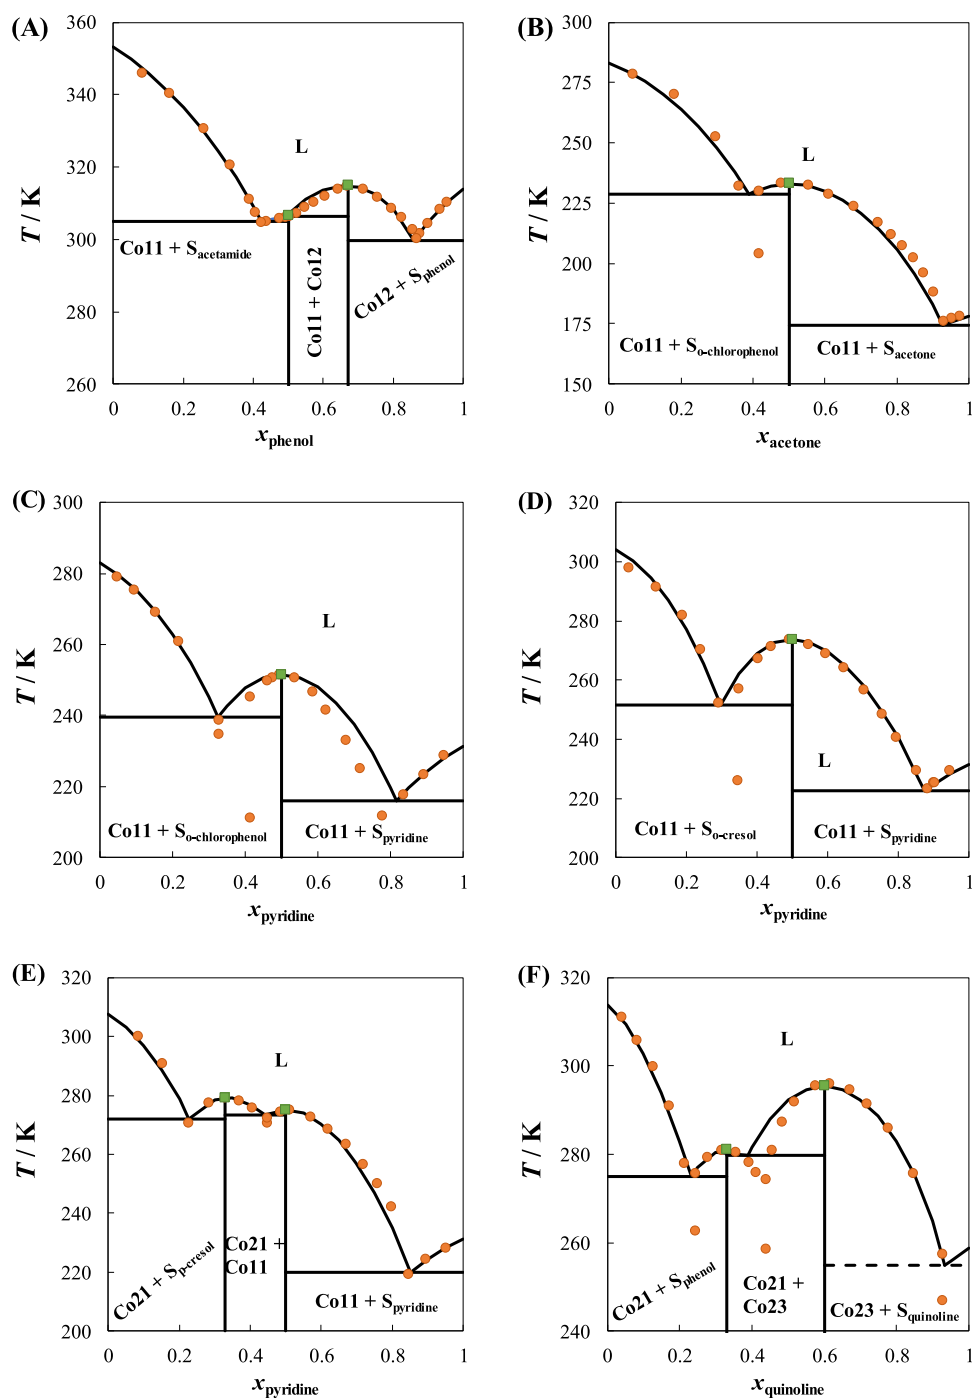 (A)
360
340
320
300
280
260
T / K
L
Co11 + Sacetamide
Co11 + Co12
Co12 + Sphenol
0 0.2 0.4 0.6 0.8 1
xphenol
(B)
300
275
250
225
200
175
150
T / K
L
Co11 + So-chlorophenol
Co11 + Sacetone
0 0.2 0.4 0.6 0.8 1
xacetone
(C)
300
280
260
240
220
200
T / K
L
Co11 + So-chlorophenol
Co11 + Spyridine
0 0.2 0.4 0.6 0.8 1
xpyridine
(D)
320
300
280
260
240
220
200
T / K
L
Co11 + So-cresol
Co11 + Spyridine
0 0.2 0.4 0.6 0.8 1
xpyridine
(E)
320
300
280
260
240
220
200
T / K
L
Co21 + Sp-cresol
Co21 +
Co11
Co11 + Spyridine
0 0.2 0.4 0.6 0.8 1
xpyridine
(F)
320
300
280
260
240
T / K
L
Co21 + Sphenol
Co21 +
Co23
Co23 + Squinoline
0 0.2 0.4 0.6 0.8 1
xquinoline